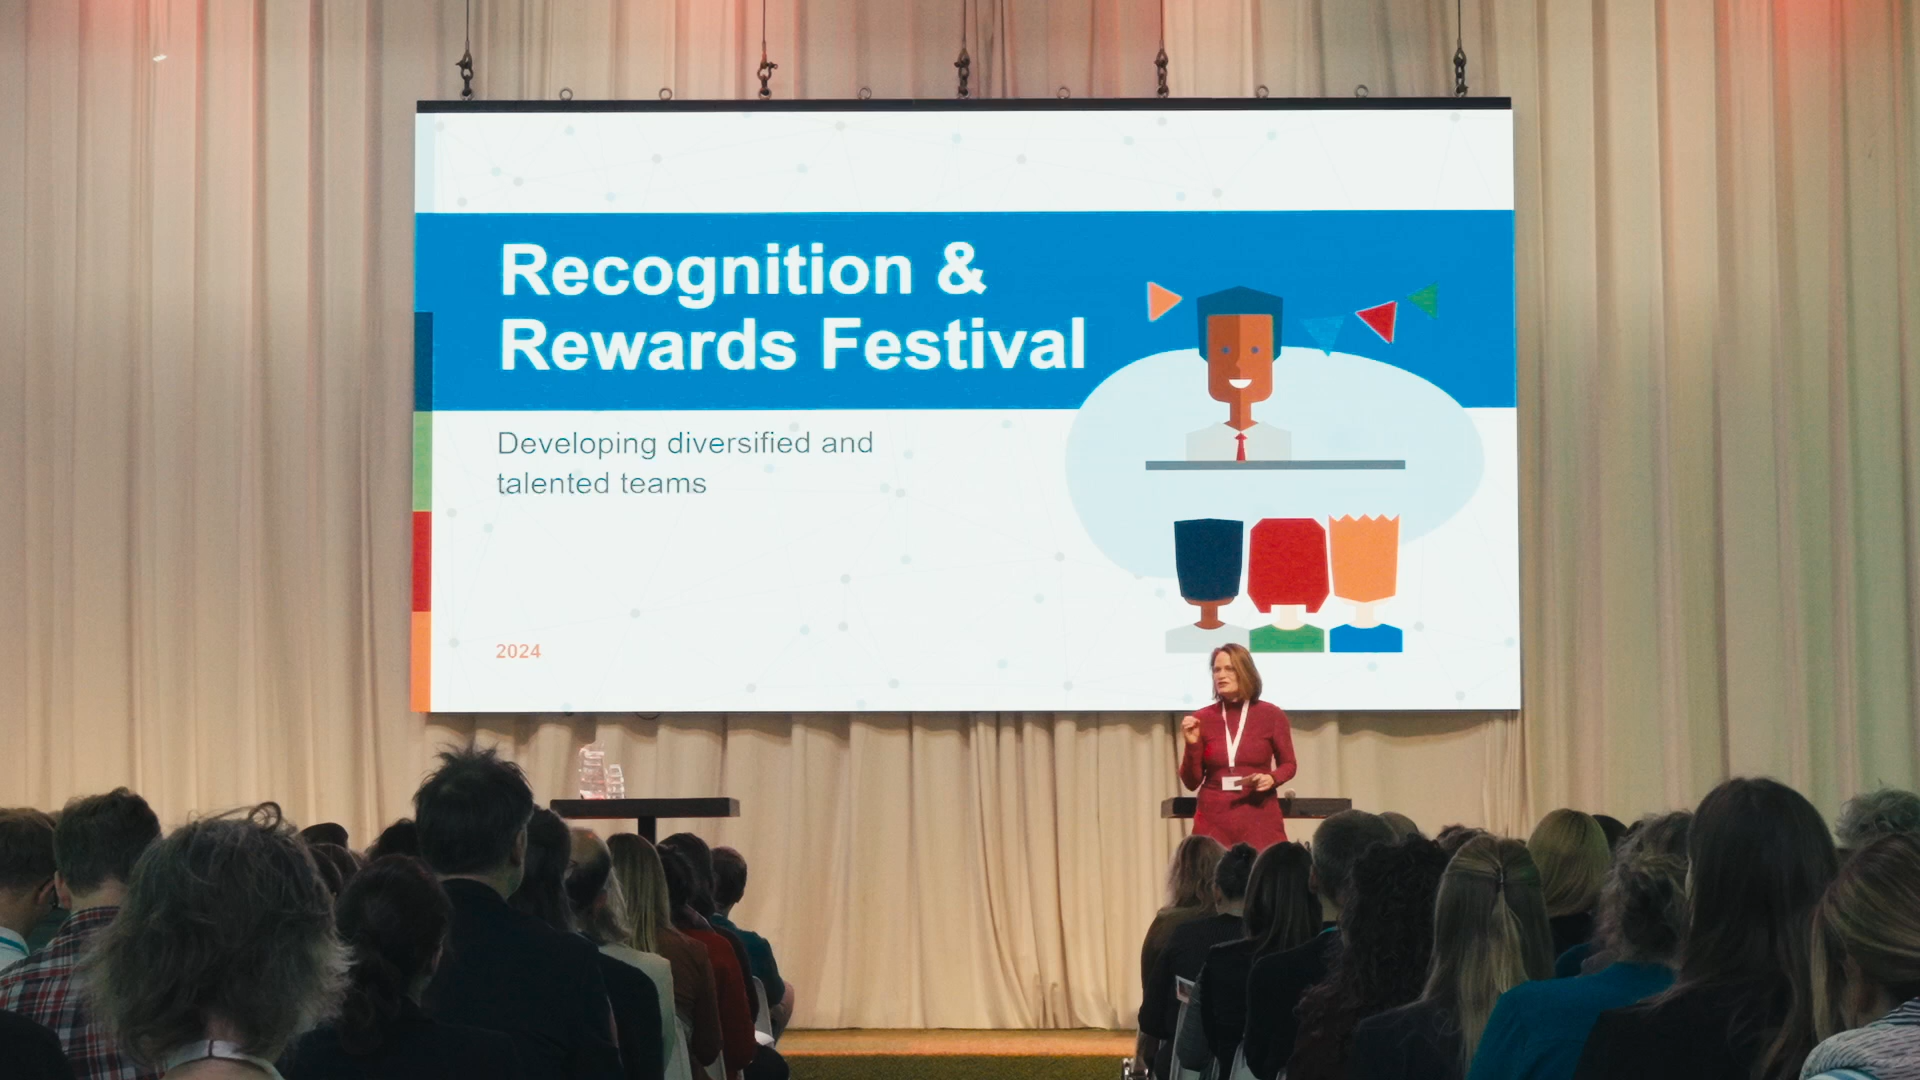 Recognition &
Rewards Festival
Developing diversified and
talented teams
2024